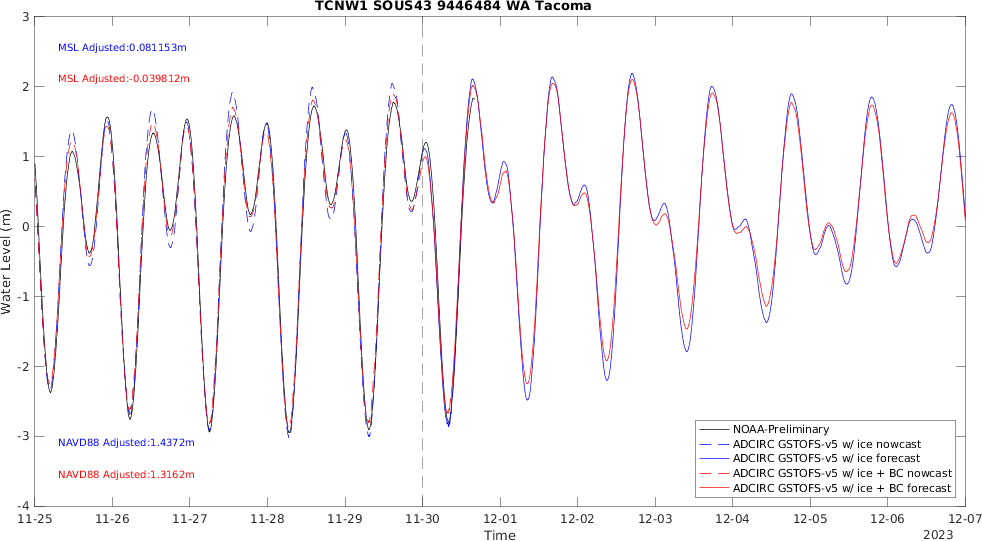 TCNW1 SOUS43 9446484 WA Tacoma
3
MSL Adjusted:0.081153m
MSL Adjusted:-0.039812m
2
1
0
-1
-2
-3
-4
Water Level (m)
NAVD88 Adjusted:1.4372m
NAVD88 Adjusted:1.3162m
NOAA-Preliminary
ADCIRC GSTOFS-v5 w/ ice nowcast
ADCIRC GSTOFS-v5 w/ ice forecast
ADCIRC GSTOFS-v5 w/ ice + BC nowcast
ADCIRC GSTOFS-v5 w/ ice + BC forecast
11-25 11-26 11-27 11-28 11-29 11-30 12-01 12-02 12-03 12-04 12-05 12-06 12-07
Time
2023